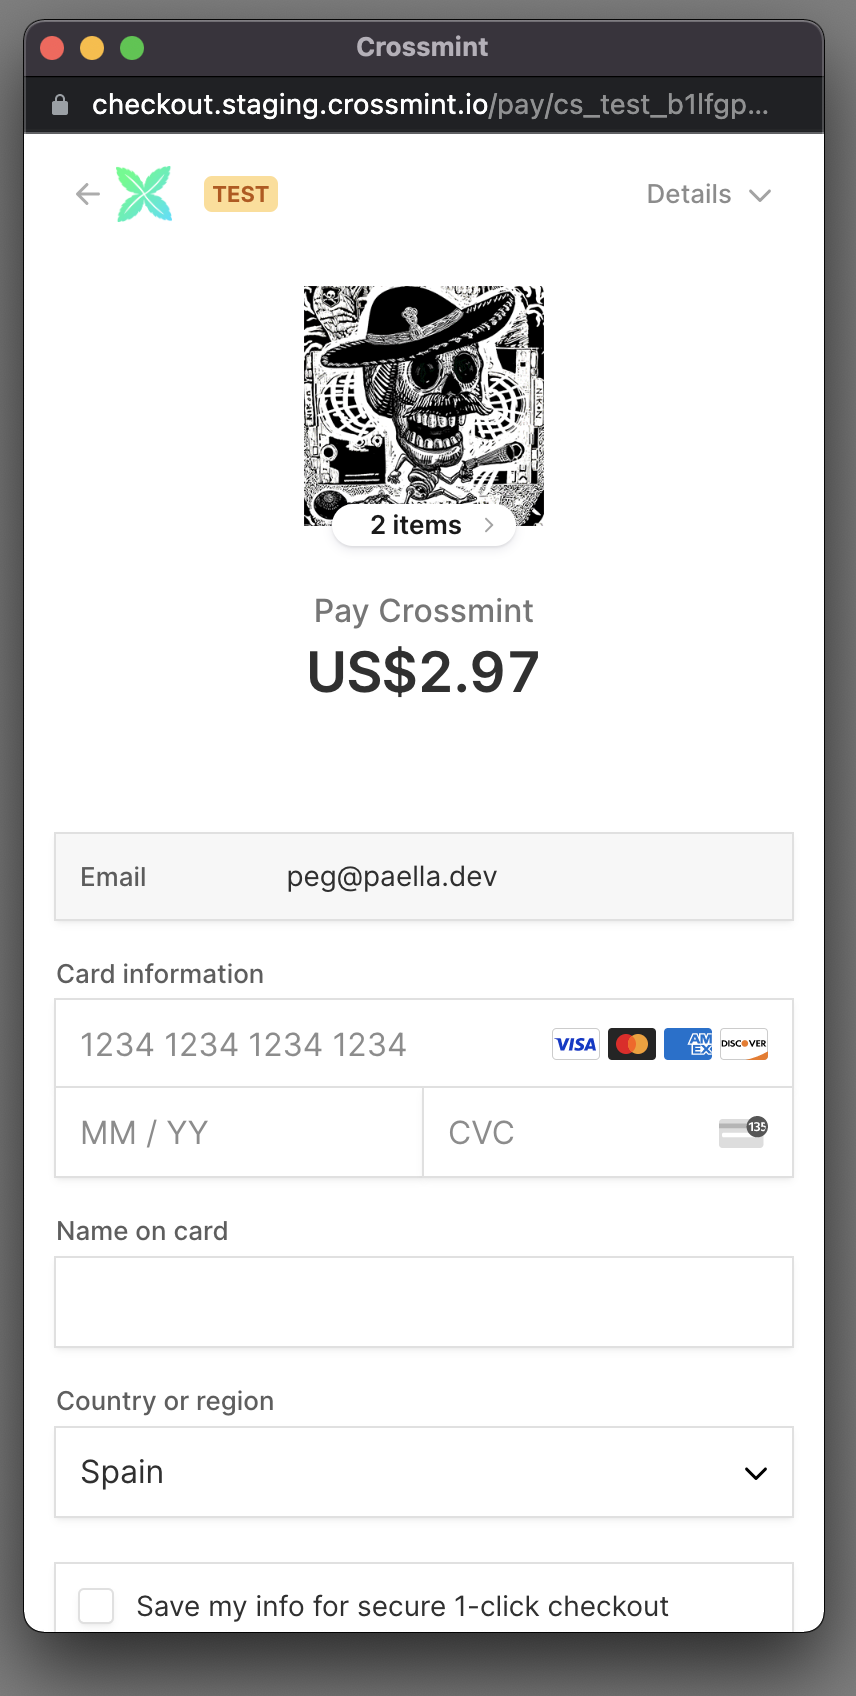 Crossmint
checkout.staging.crossmint.io/pay/cs_test_b1lfgp...
TEST
Details
NIKON
2 items
Pay Crossmint
US$2.97
Email
peg@paella.dev
Card information
1234 1234 1234 1234
VISA
AM
EX
DISCOVER
MM / YY
CVC
135
Name on card
Country or region
Spain
Save my info for secure 1-click checkout